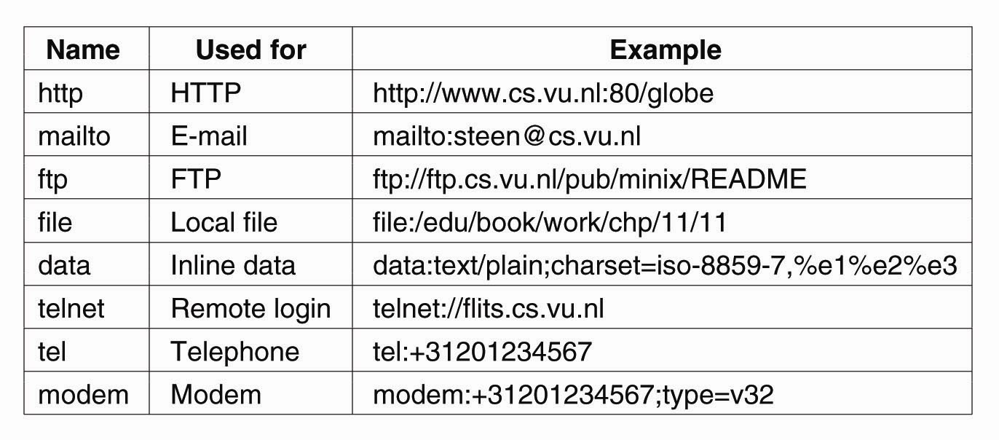 Name Used for Example
http HTTP http://www.cs.vu.nl:80/globe
mailto E-mail mailto:steen@cs.vu.nl
ftp FTP ftp://ftp.cs.vu.nl/pub/minix/README
file Local file file:/edu/book/work/chp/11/11
data Inline data data:text/plain;charset=iso-8859-7,%e1%e2%e3
telnet Remote login telnet://flits.cs.vu.nl
tel Telephone tel:+31201234567
modem Modem modem:+31201234567;type=v32